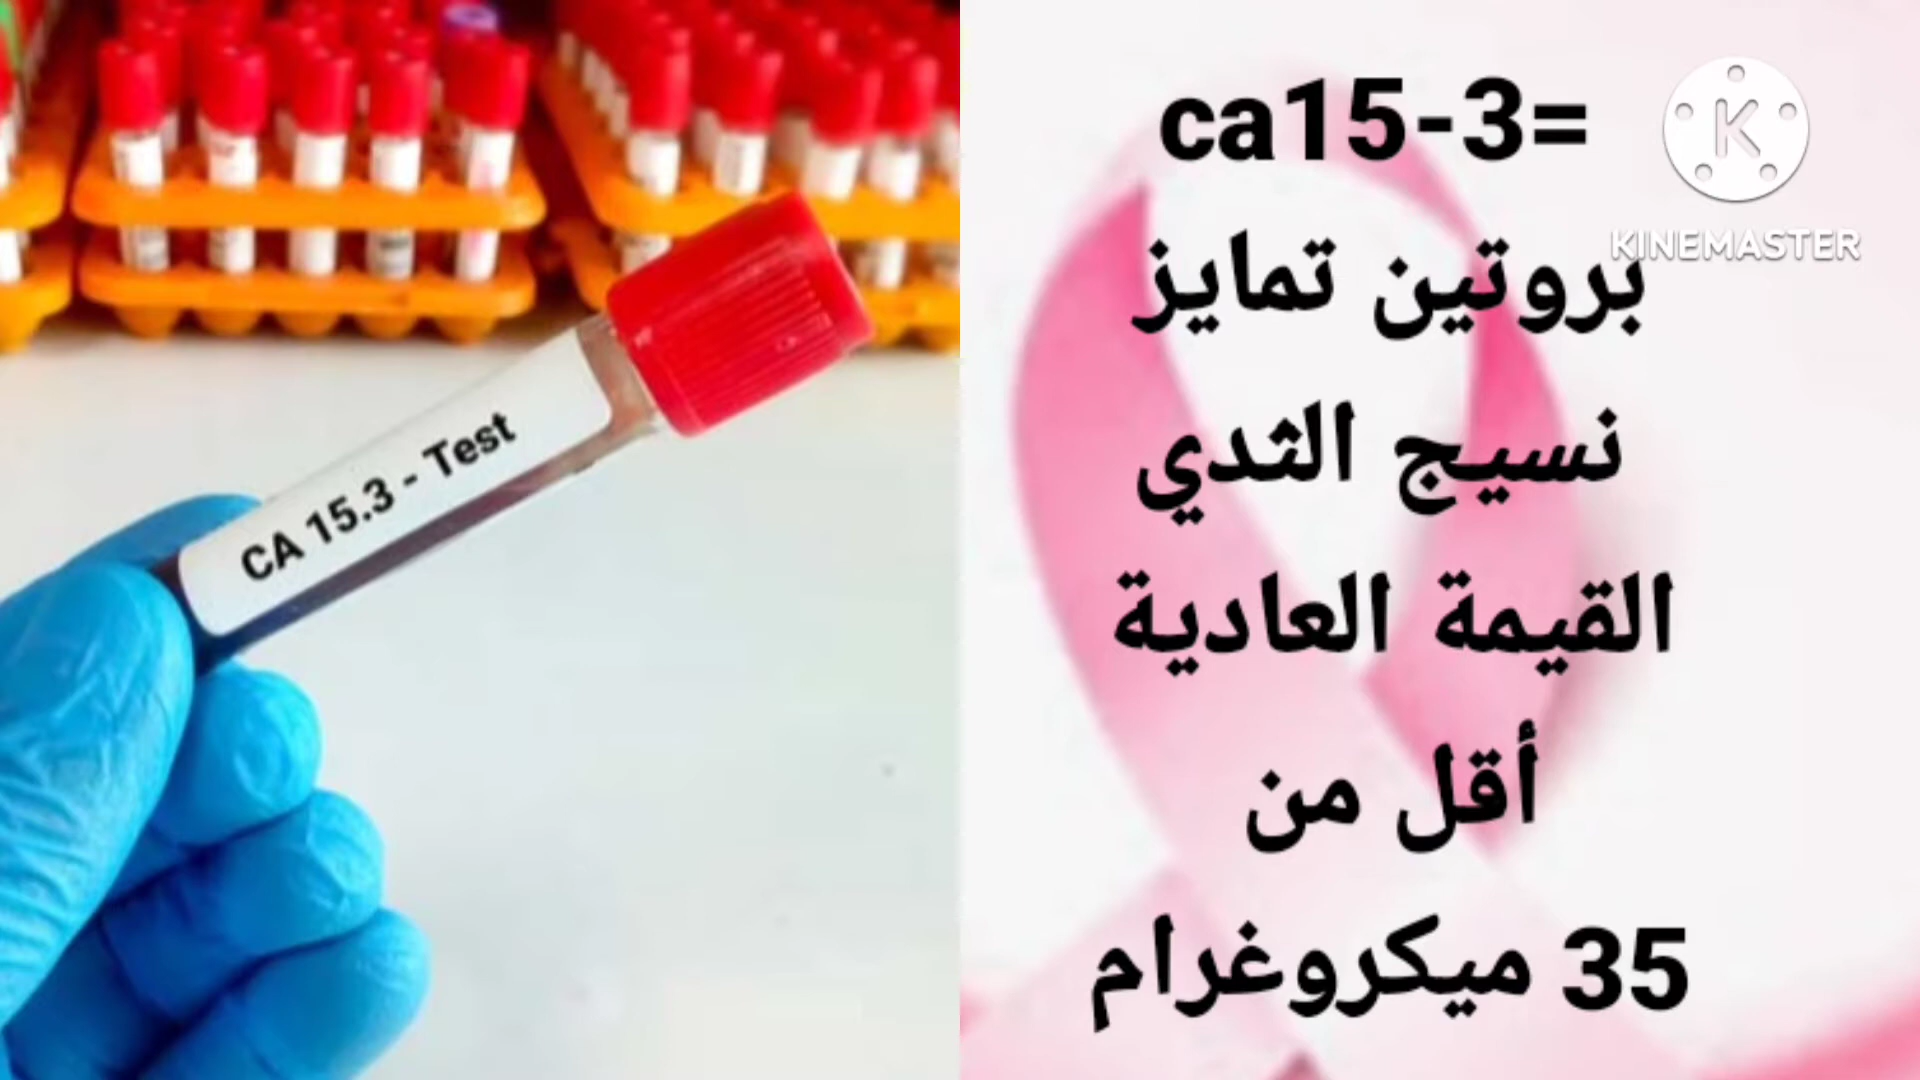 CA 15.3 - Test
ca15-3=
KINEMASTER
بروتين تمايز
نسيج الثدي
القيمة العادية
أقل من
35 ميكروغرام